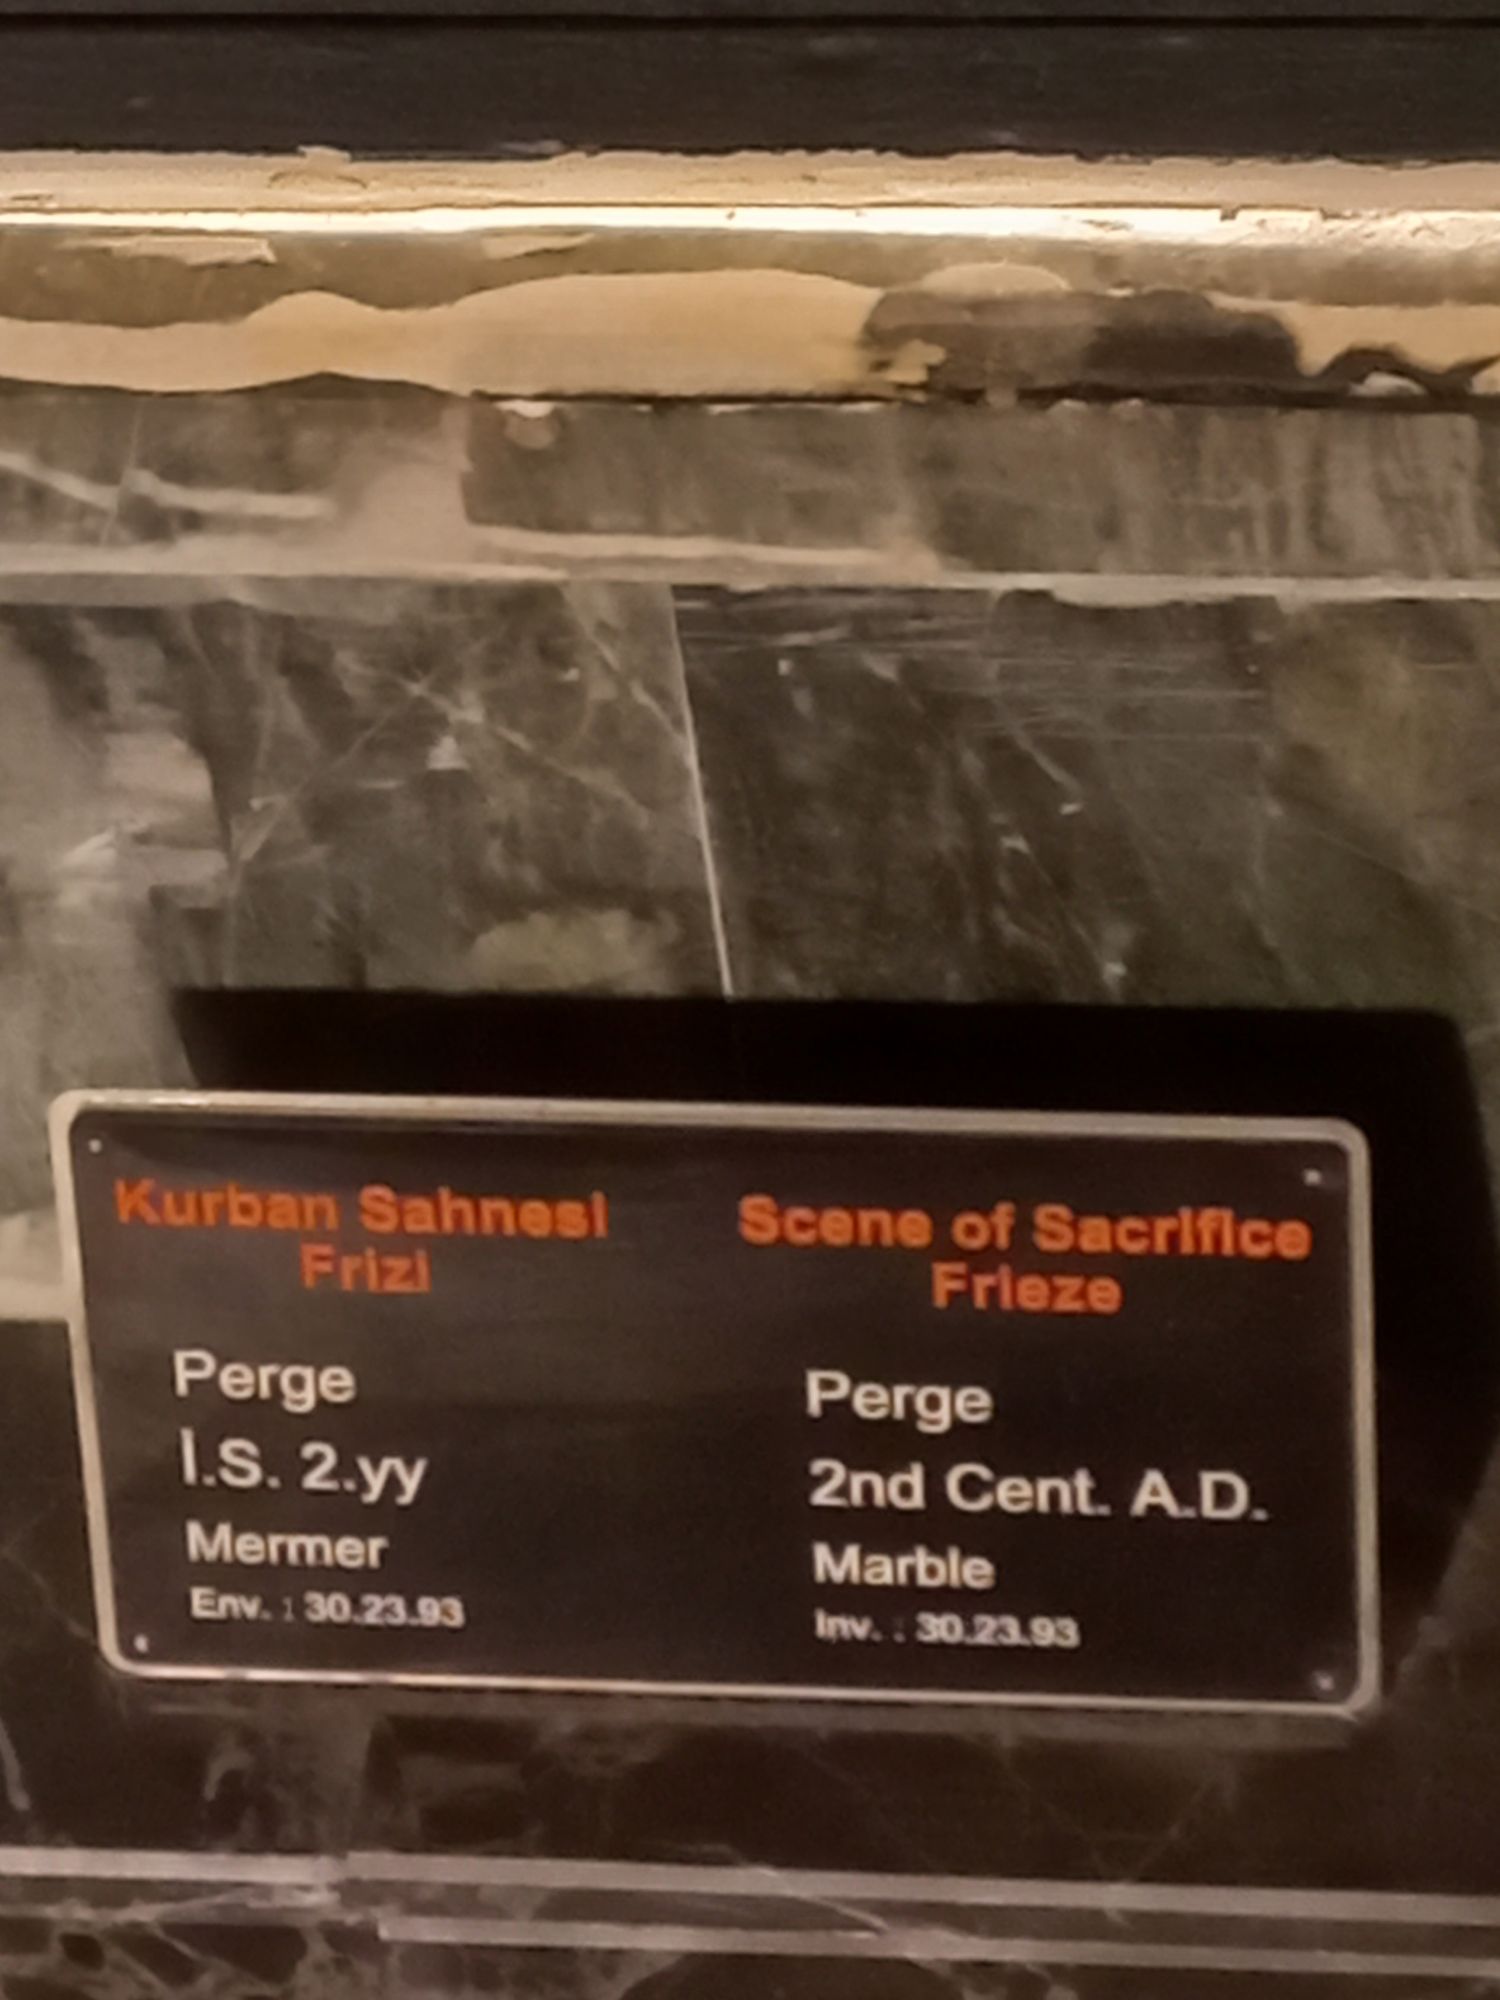 Kurban Sahnesi
Frizi
Perge
İ.S. 2.yy
Mermer
Env. : 30.23.93
Scene of Sacrifice
Frieze
Perge
2nd Cent. A.D.
Marble
Inv. : 30.23.93